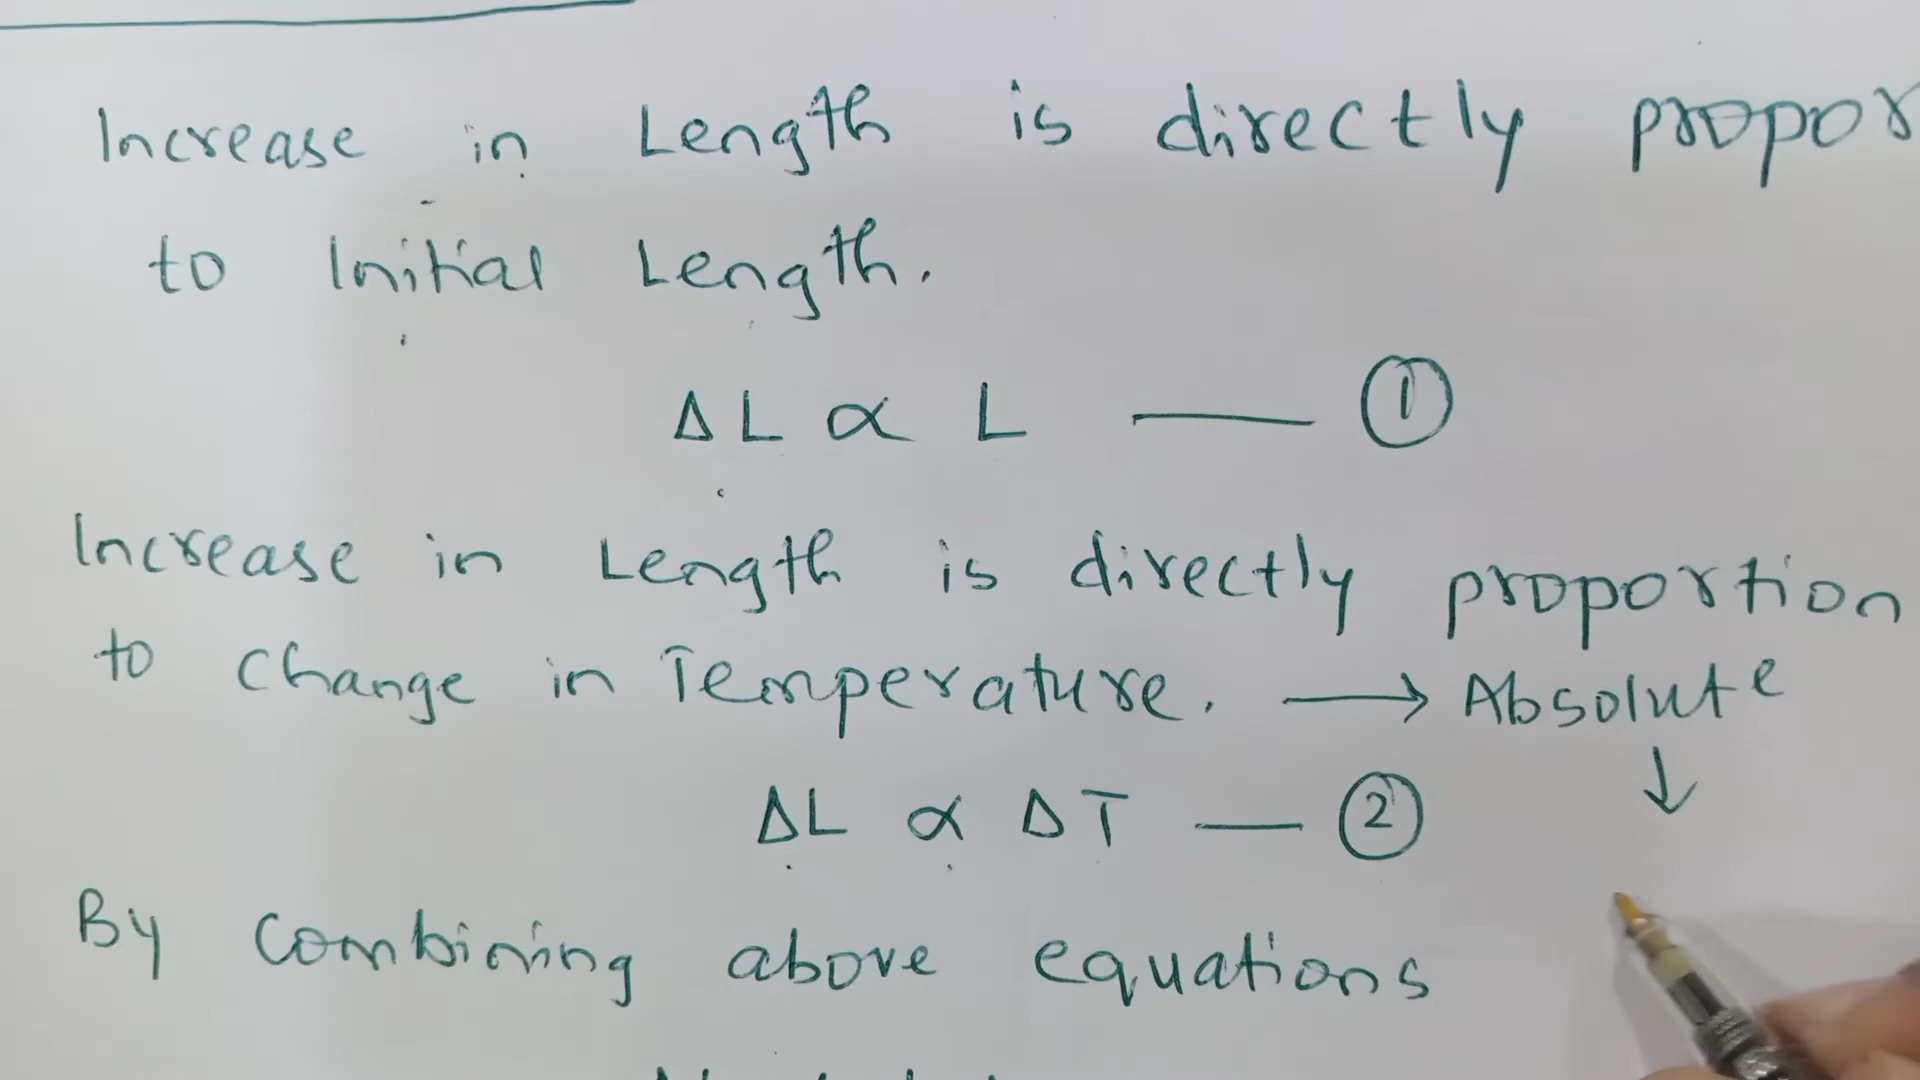 Increase in Length is directly propor
to Initial Length.
ΔL ∝ L — ①
Increase in Length is directly proportion
to change in Temperature. → Absolute
↓
ΔL ∝ ΔT — ②
By combining above equations